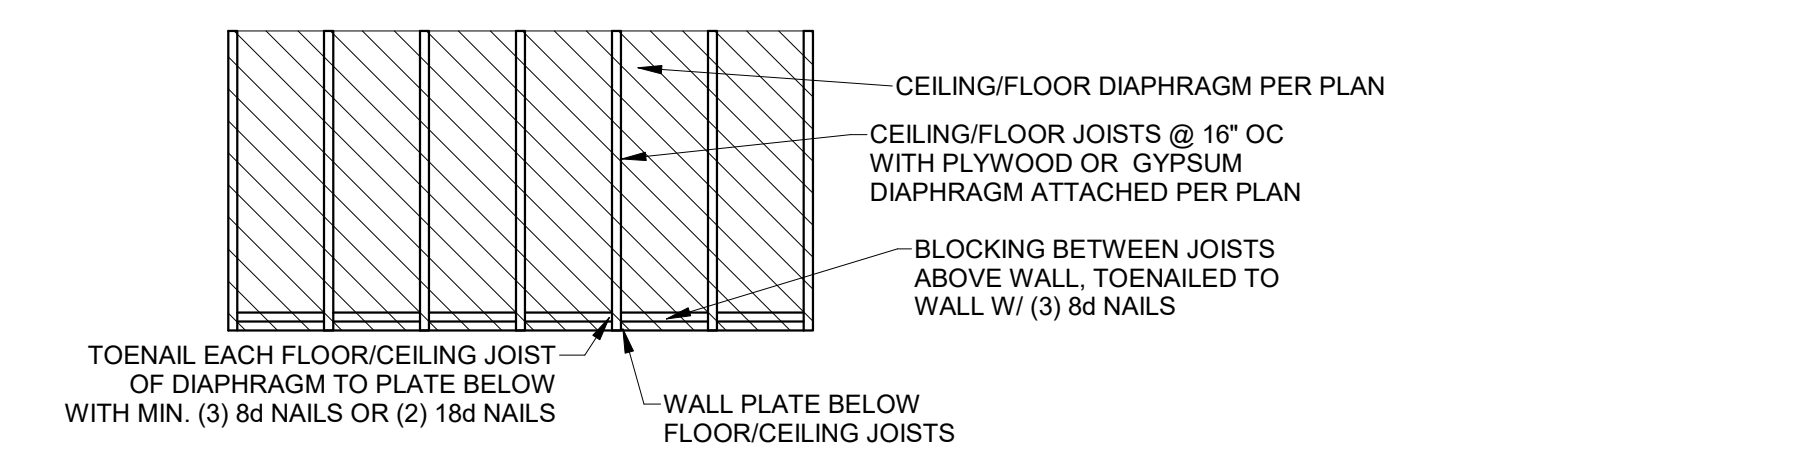 CEILING/FLOOR DIAPHRAGM PER PLAN
CEILING/FLOOR JOISTS @ 16" OC
WITH PLYWOOD OR GYPSUM
DIAPHRAGM ATTACHED PER PLAN
BLOCKING BETWEEN JOISTS
ABOVE WALL, TOENAILED TO
WALL W/ (3) 8d NAILS
TOENAIL EACH FLOOR/CEILING JOIST
OF DIAPHRAGM TO PLATE BELOW
WITH MIN. (3) 8d NAILS OR (2) 18d NAILS
WALL PLATE BELOW
FLOOR/CEILING JOISTS